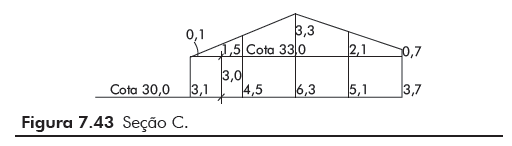 3,3
0,1
1,5 Cota 33,0 2,1 0,7
3,0
Cota 30,0 3,1 4,5 6,3 5,1 3,7
Figura 7.43 Seção C.